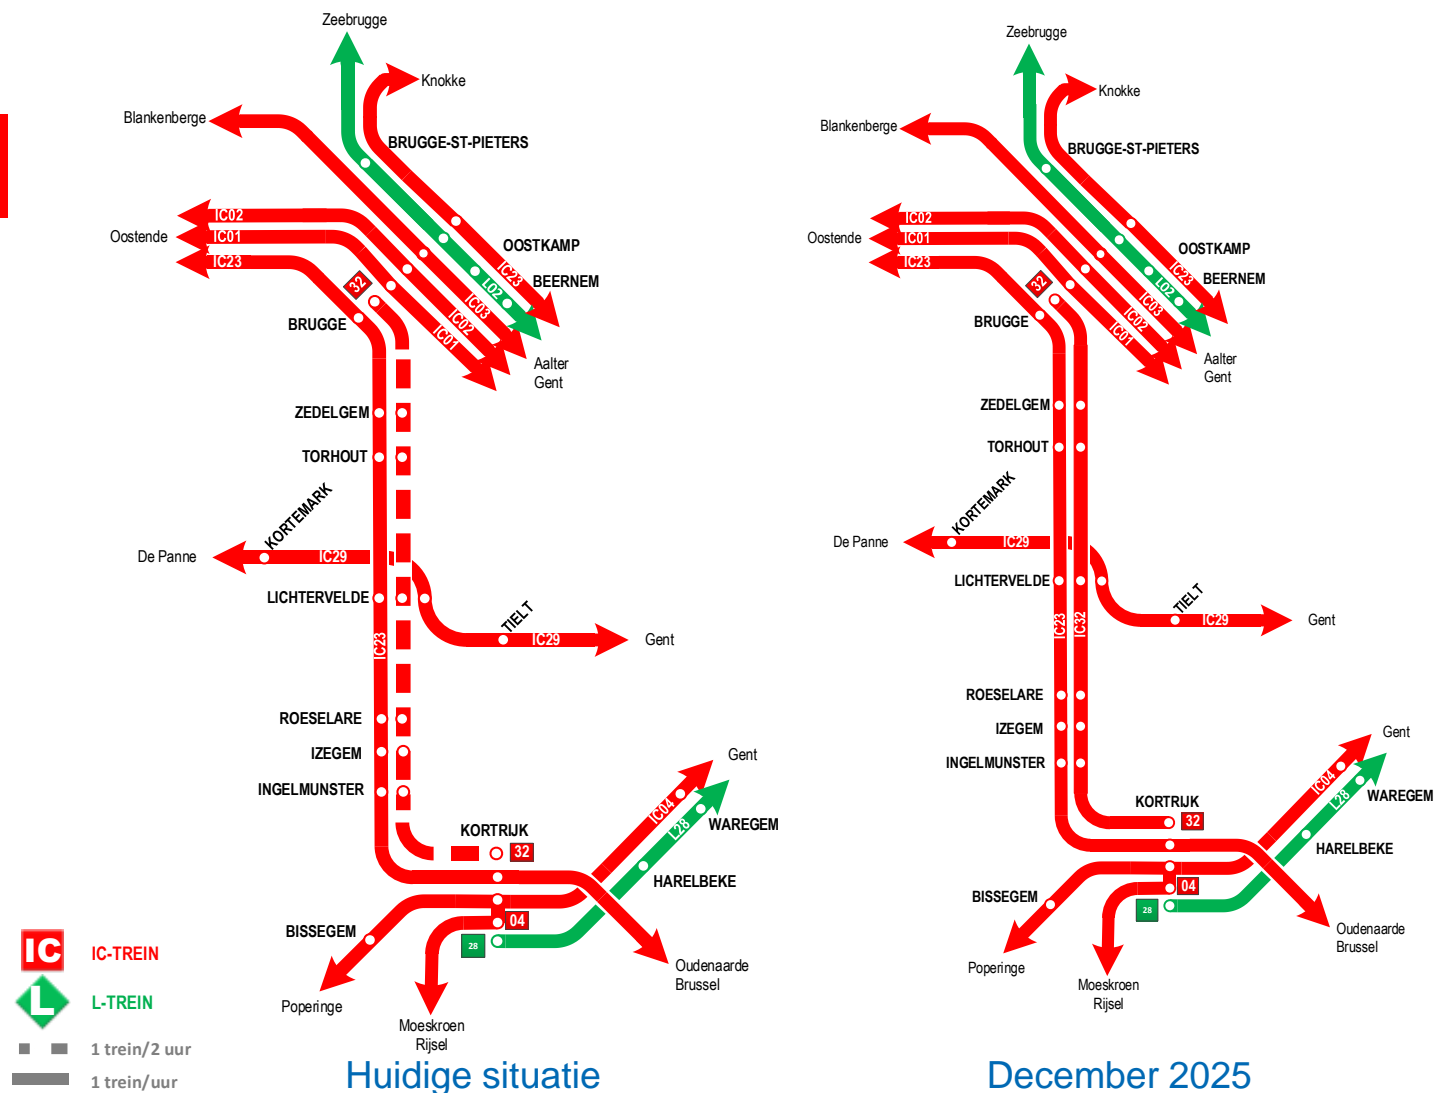 Zeebrugge
Knokke
Blankenberge
BRUGGE-ST-PIETERS
IC02
Oostende
IC01
IC23
OOSTKAMP
IC23
BEERNEM
L02
32
IC03
IC02
IC01
BRUGGE
Aalter
Gent
ZEDELGEM
TORHOUT
KORTEMARK
De Panne
IC29
LICHTERVELDE
TIELT
IC29
Gent
IC23
ROESELARE
IZEGEM
INGELMUNSTER
Gent
IC04
L28
WAREGEM
KORTRIJK
32
HARELBEKE
04
BISSEGEM
28
Oudenaarde
Brussel
Poperinge
Moeskroen
Rijsel
Huidige situatie
Zeebrugge
Knokke
Blankenberge
BRUGGE-ST-PIETERS
IC02
Oostende
IC01
IC23
OOSTKAMP
IC23
BEERNEM
L02
32
IC03
IC02
IC01
BRUGGE
Aalter
Gent
ZEDELGEM
TORHOUT
KORTEMARK
De Panne
IC29
LICHTERVELDE
TIELT
IC29
Gent
IC23
IC32
ROESELARE
IZEGEM
INGELMUNSTER
Gent
IC04
L28
WAREGEM
KORTRIJK
32
HARELBEKE
04
BISSEGEM
28
Oudenaarde
Brussel
Poperinge
Moeskroen
Rijsel
December 2025
IC
IC-TREIN
L
L-TREIN
1 trein/2 uur
1 trein/uur